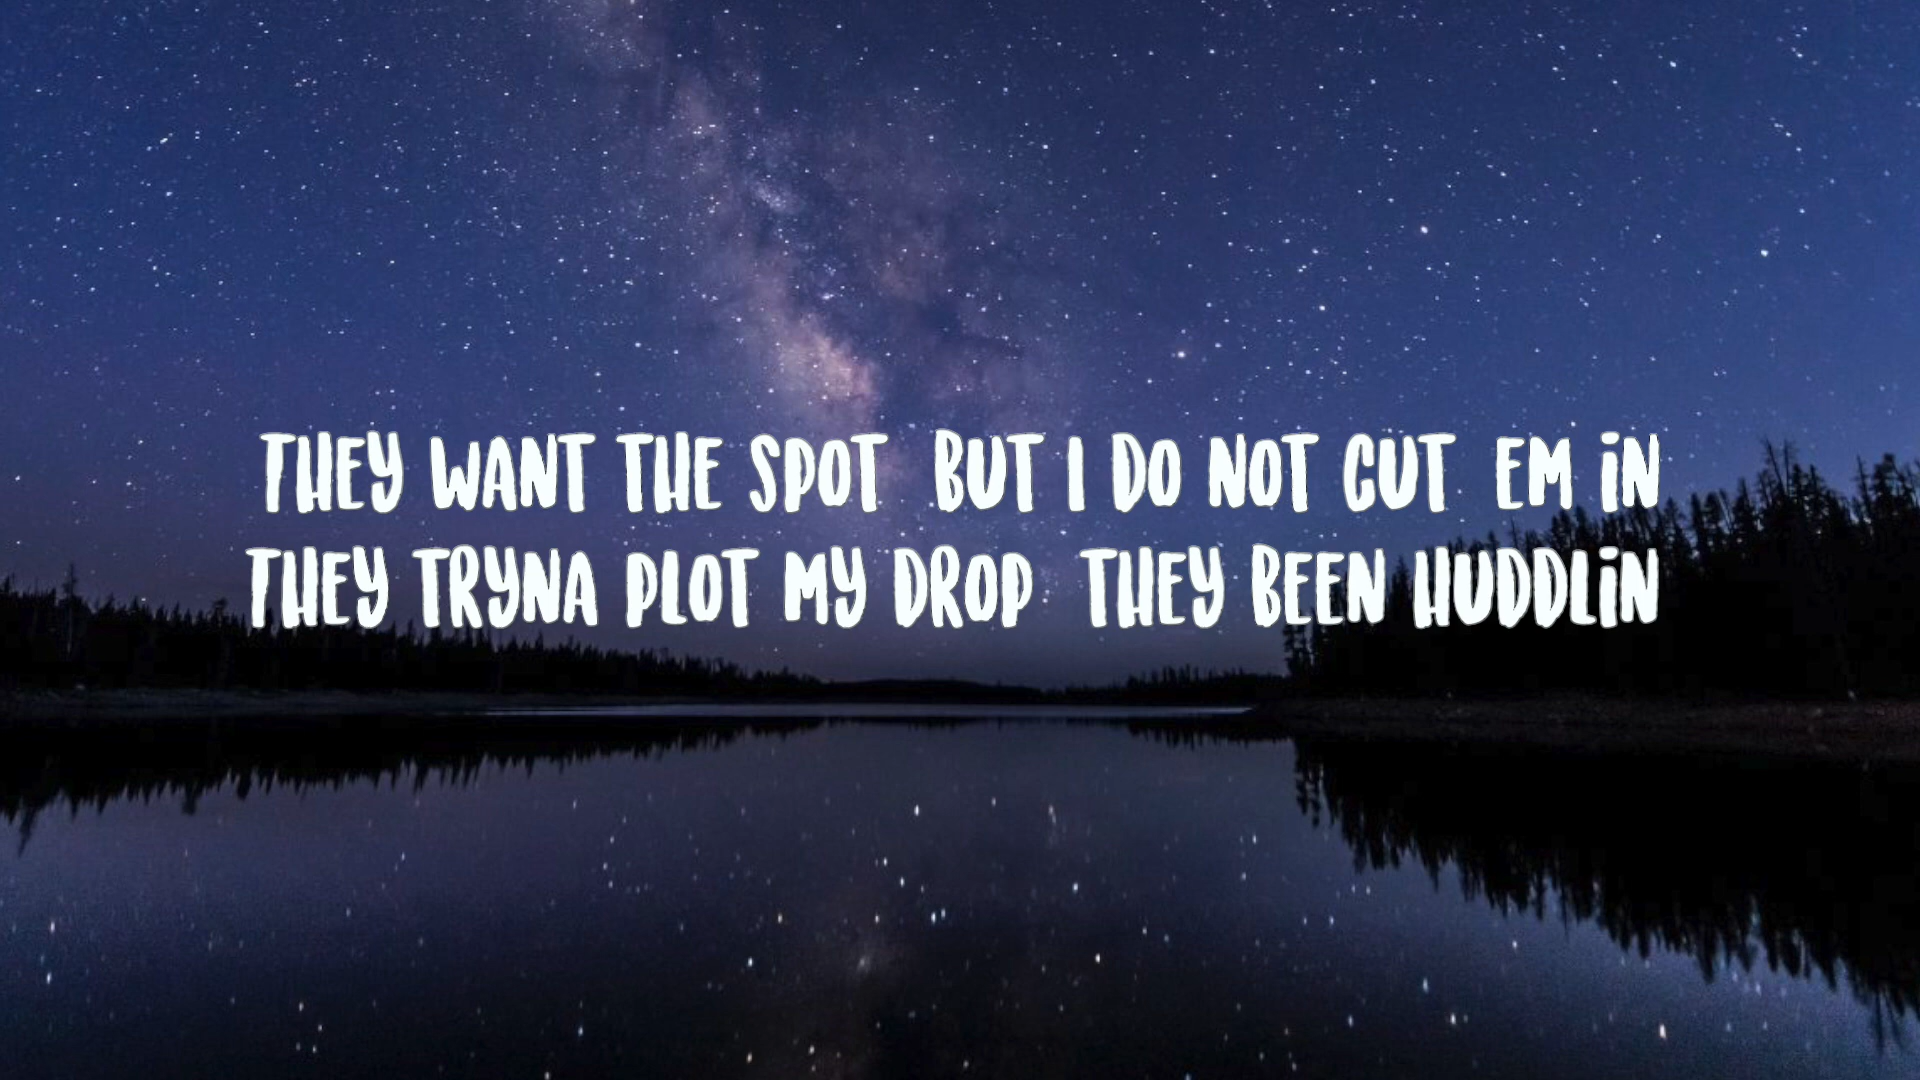 THEY WANT THE SPOT BUT I DO NOT CUT EM IN
THEY TRYNA PLOT MY DROP THEY BEEN HUDDLIN